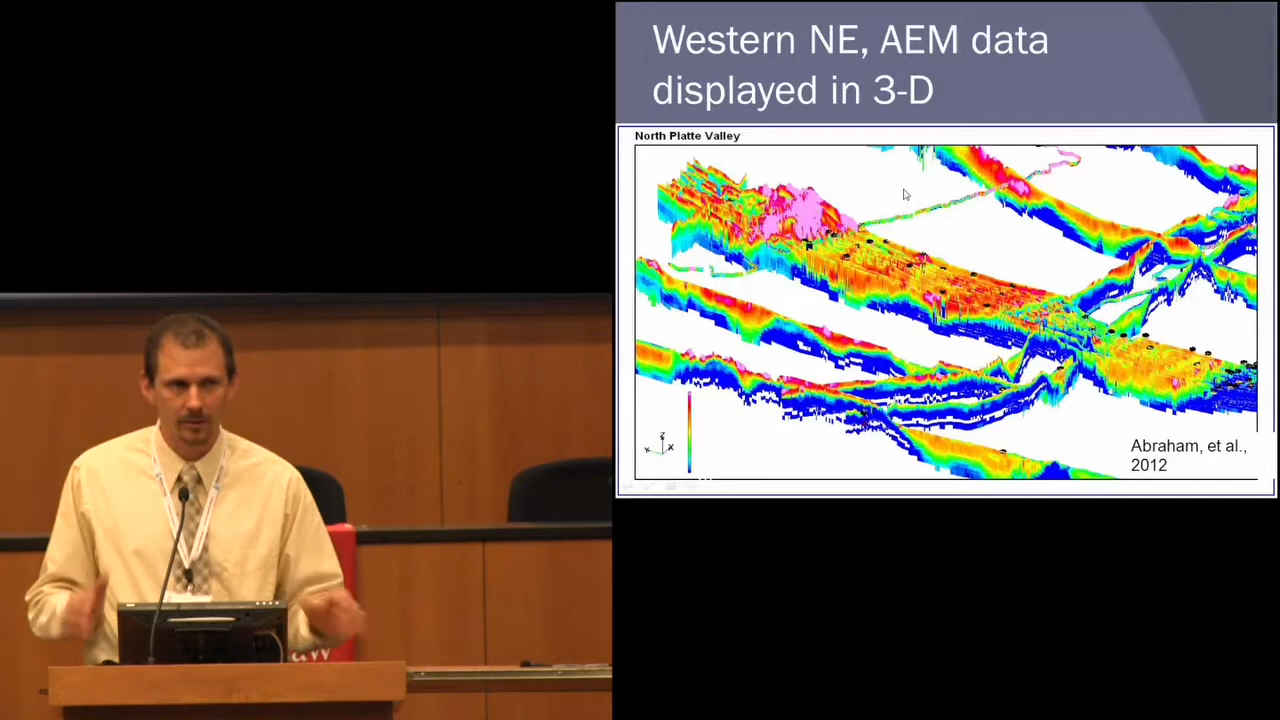 Western NE, AEM data
displayed in 3-D
North Platte Valley
Z
Y
X
Abraham, et al.,
2012